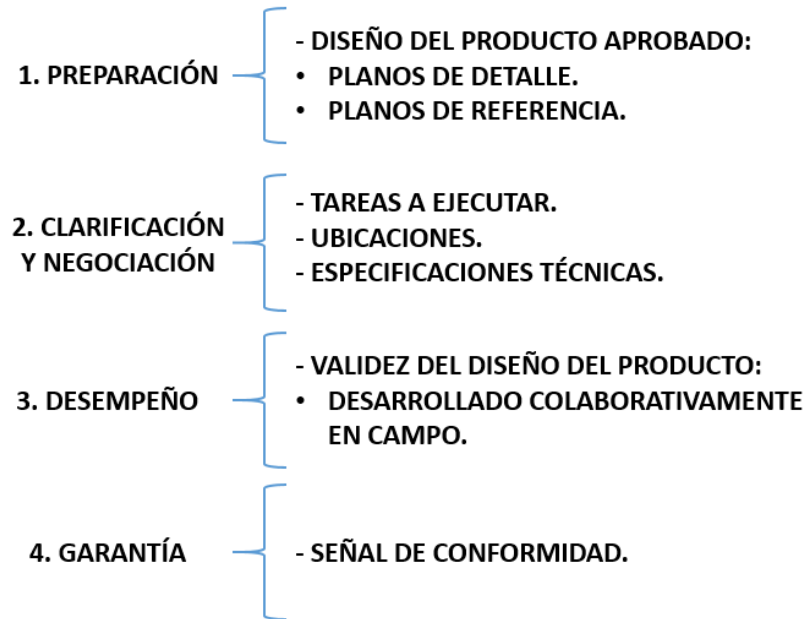 1. PREPARACIÓN
- DISEÑO DEL PRODUCTO APROBADO:
• PLANOS DE DETALLE.
• PLANOS DE REFERENCIA.
2. CLARIFICACIÓN
Y NEGOCIACIÓN
- TAREAS A EJECUTAR.
- UBICACIONES.
- ESPECIFICACIONES TÉCNICAS.
3. DESEMPEÑO
- VALIDEZ DEL DISEÑO DEL PRODUCTO:
• DESARROLLADO COLABORATIVAMENTE
EN CAMPO.
4. GARANTÍA
- SEÑAL DE CONFORMIDAD.